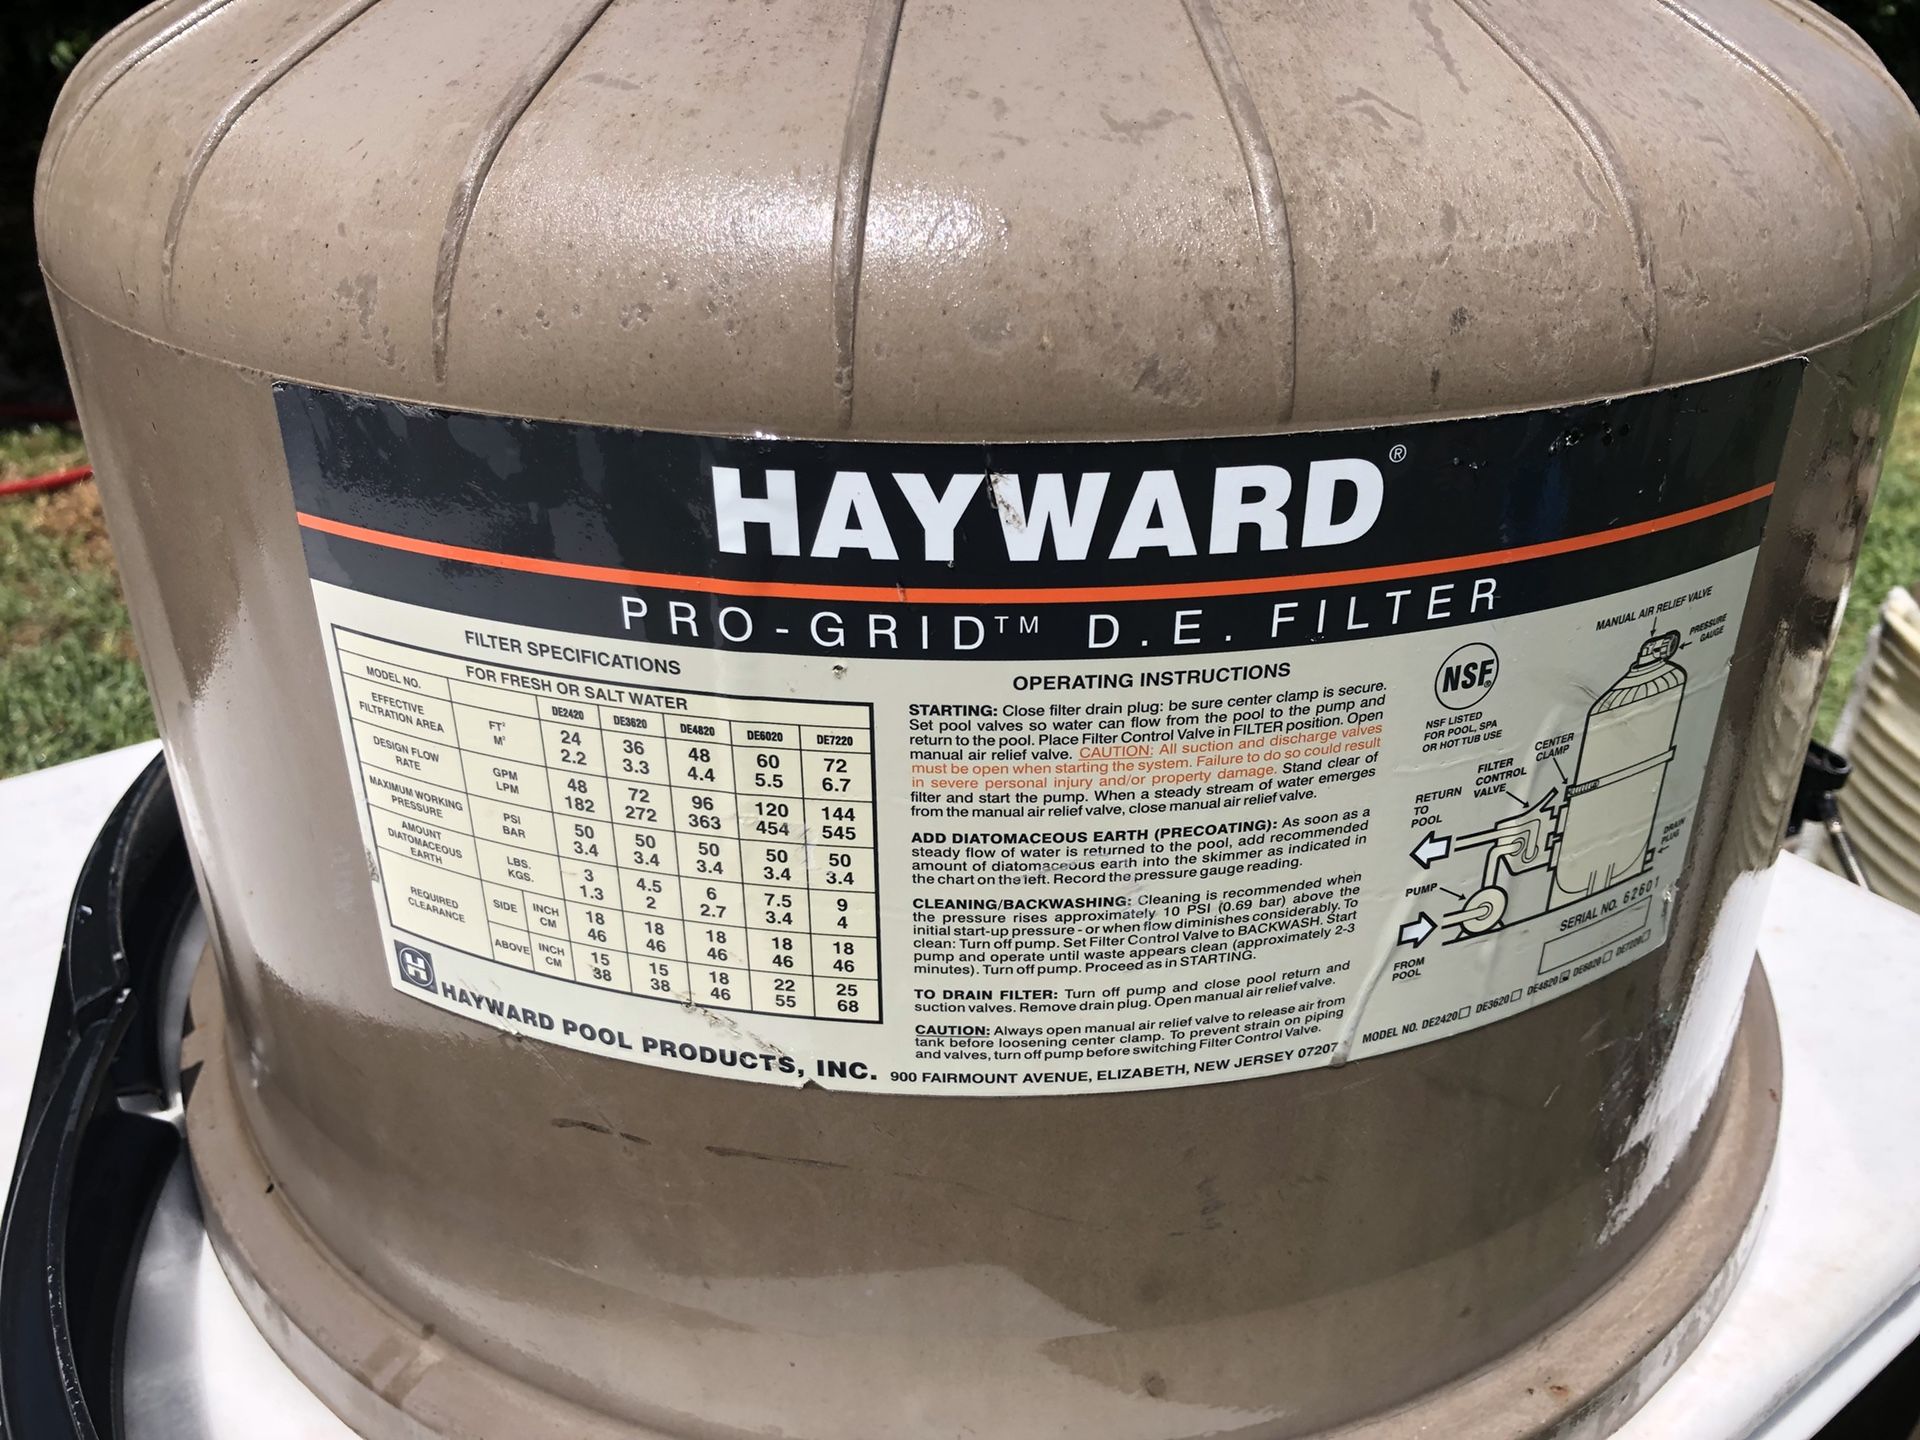 HAYWARD®
PRO-GRID™ D.E. FILTER
FILTER SPECIFICATIONS
FOR FRESH OR SALT WATER
MODEL NO. DE2420 DE3620 DE4820 DE6020 DE7220
EFFECTIVE FILTRATION AREA FT² 24 36 48 60 72
M² 2.2 3.3 4.4 5.5 6.7
DESIGN FLOW RATE GPM 48 72 96 120 144
LPM 182 272 363 454 545
MAXIMUM WORKING PRESSURE PSI 50 50 50 50 50
BAR 3.4 3.4 3.4 3.4 3.4
AMOUNT DIATOMACEOUS EARTH LBS. 3 4.5 6 7.5 9
KGS. 1.3 2 2.7 3.4 4
REQUIRED CLEARANCE SIDE INCH 18 18 18 18 18
CM 46 46 46 46 46
ABOVE INCH 15 15 18 22 25
CM 38 38 46 55 68
HAYWARD POOL PRODUCTS, INC.
900 FAIRMOUNT AVENUE, ELIZABETH, NEW JERSEY 07207
OPERATING INSTRUCTIONS
STARTING: Close filter drain plug: be sure center clamp is secure.
Set pool valves so water can flow from the pool to the pump and
return to the pool. Place Filter Control Valve in FILTER position. Open
manual air relief valve. CAUTION: All suction and discharge valves
must be open when starting the system. Failure to do so could result
in severe personal injury and/or property damage. Stand clear of
filter and start the pump. When a steady stream of water emerges
from the manual air relief valve, close manual air relief valve.
ADD DIATOMACEOUS EARTH (PRECOATING): As soon as a
steady flow of water is returned to the pool, add recommended
amount of diatomaceous earth into the skimmer as indicated in
the chart on the left. Record the pressure gauge reading.
CLEANING/BACKWASHING: Cleaning is recommended when
the pressure rises approximately 10 PSI (0.69 bar) above the
initial start-up pressure - or when flow diminishes considerably. To
clean: Turn off pump. Set Filter Control Valve to BACKWASH. Start
pump and operate until waste appears clean (approximately 2-3
minutes). Turn off pump. Proceed as in STARTING.
TO DRAIN FILTER: Turn off pump and close pool return and
suction valves. Remove drain plug. Open manual air relief valve.
CAUTION: Always open manual air relief valve to release air from
tank before loosening center clamp. To prevent strain on piping
and valves, turn off pump before switching Filter Control Valve.
NSF®
NSF LISTED
FOR POOL, SPA
OR HOT TUB USE
MANUAL AIR RELIEF VALVE
PRESSURE
GAUGE
CENTER
CLAMP
FILTER
CONTROL
VALVE
RETURN
TO
POOL
DRAIN
PLUG
PUMP
FROM
POOL
SERIAL NO. 62601
MODEL NO. DE2420 DE3620 DE4820 DE6020 DE7220